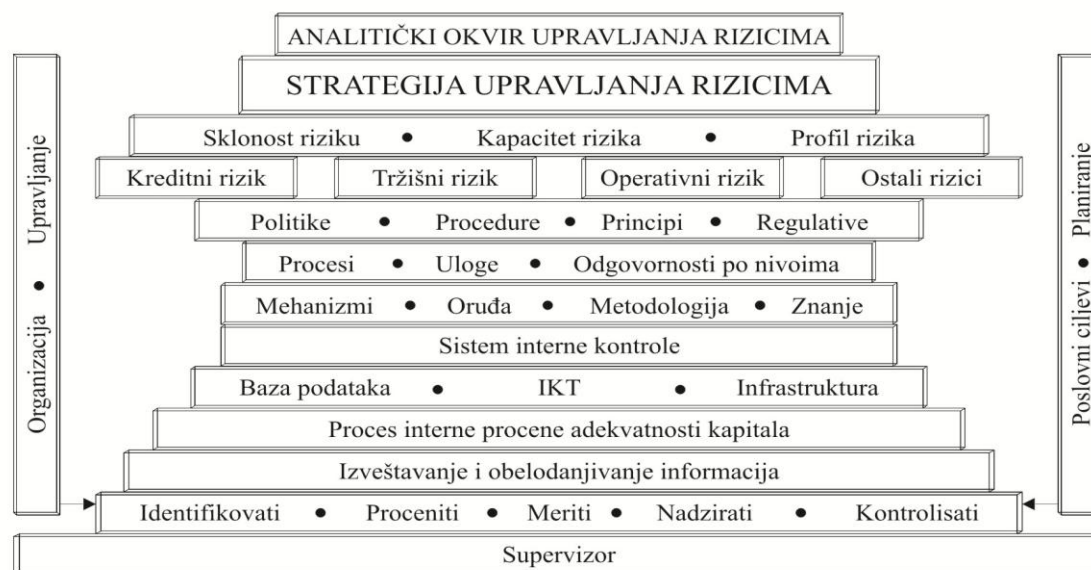 ANALITIČKI OKVIR UPRAVLJANJA RIZICIMA
STRATEGIJA UPRAVLJANJA RIZICIMA
Sklonost riziku • Kapacitet rizika • Profil rizika
Kreditni rizik Tržišni rizik Operativni rizik Ostali rizici
Politike • Procedure • Principi • Regulative
Procesi • Uloge • Odgovornosti po nivoima
Mehanizmi • Oruđa • Metodologija • Znanje
Sistem interne kontrole
Baza podataka • IKT • Infrastruktura
Proces interne procene adekvatnosti kapitala
Izveštavanje i obelodanjivanje informacija
Identifikovati • Proceniti • Meriti • Nadzirati • Kontrolisati
Supervizor
Organizacija • Upravljanje
Poslovni ciljevi • Planiranje